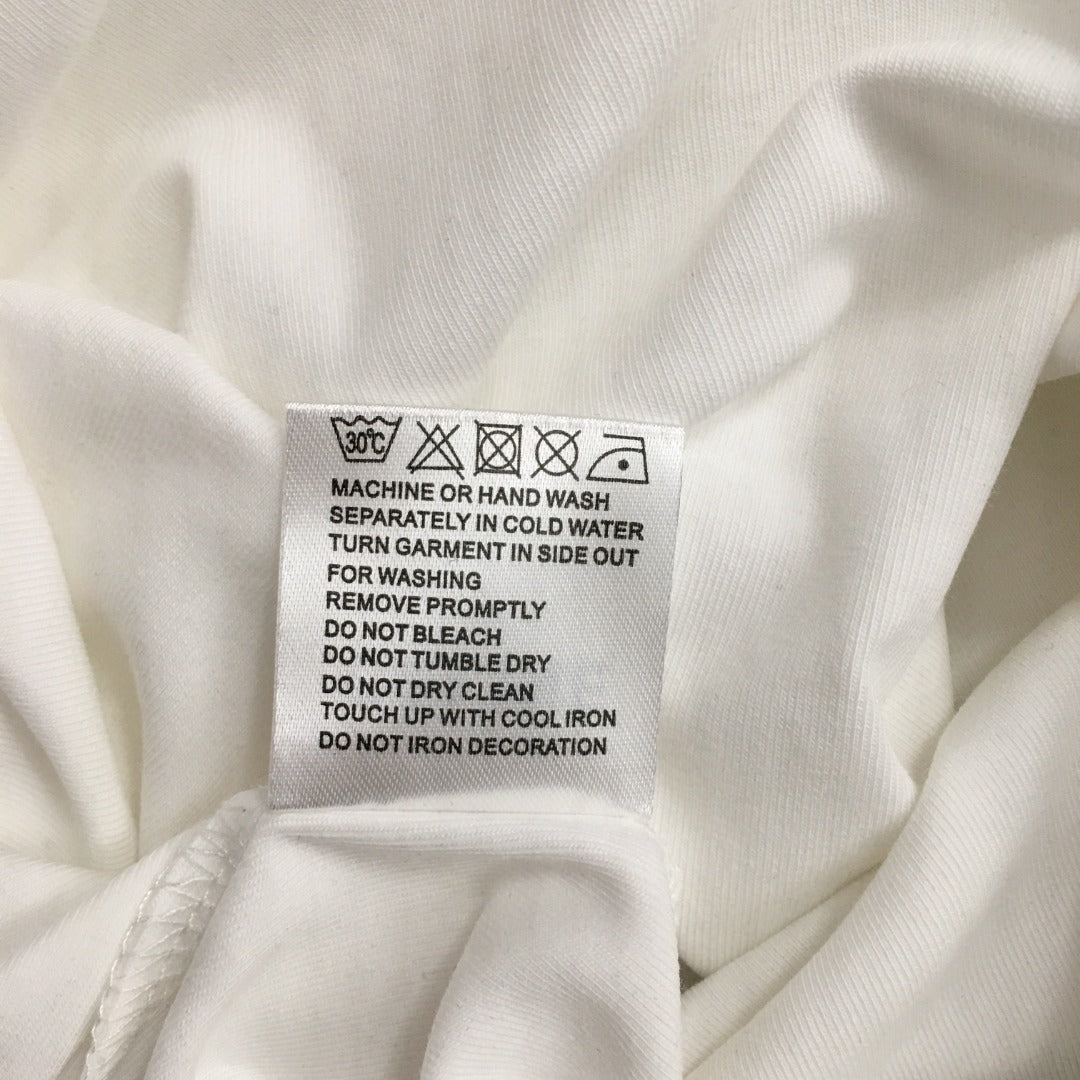 30°C
MACHINE OR HAND WASH
SEPARATELY IN COLD WATER
TURN GARMENT IN SIDE OUT
FOR WASHING
REMOVE PROMPTLY
DO NOT BLEACH
DO NOT TUMBLE DRY
DO NOT DRY CLEAN
TOUCH UP WITH COOL IRON
DO NOT IRON DECORATION